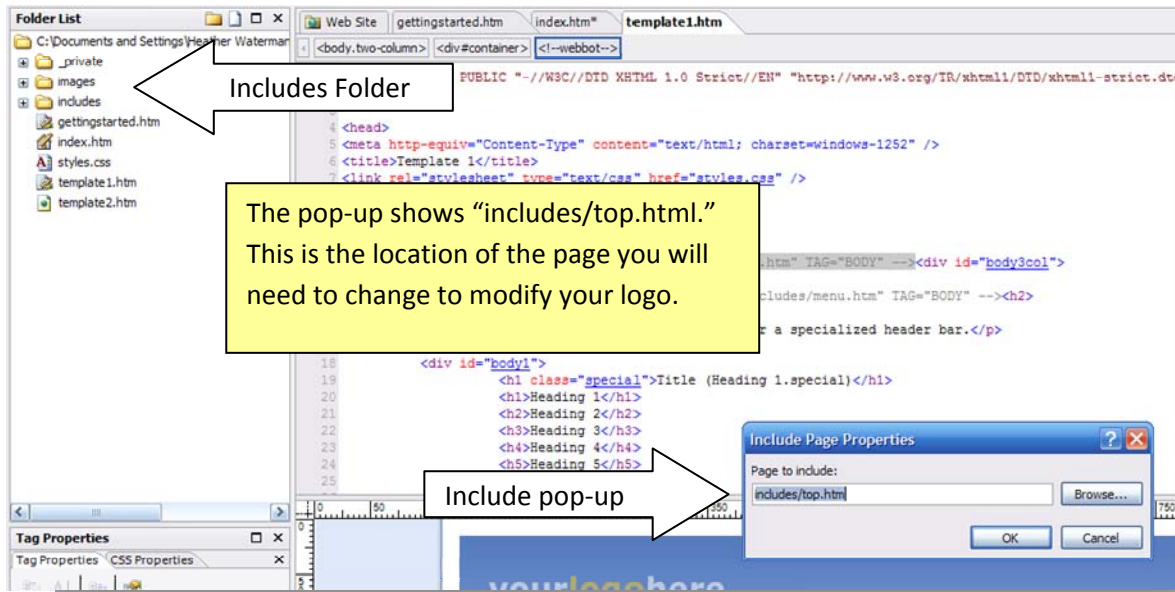 Folder List
Web Site gettingstarted.htm index.htm* template1.htm
C:\Documents and Settings\Heather Waterman
<body.two-column> <div#container> <!--webbot-->
_private
images
includes
gettingstarted.htm
index.htm
styles.css
template1.htm
template2.htm
Includes Folder
PUBLIC "-//W3C//DTD XHTML 1.0 Strict//EN" "http://www.w3.org/TR/xhtml1/DTD/xhtml1-strict.dt
4 <head>
5 <meta http-equiv="Content-Type" content="text/html; charset=windows-1252" />
6 <title>Template 1</title>
7 <link rel="stylesheet" type="text/css" href="styles.css" />
The pop-up shows “includes/top.html.”
This is the location of the page you will
need to change to modify your logo.
.htm" TAG="BODY" --><div id="body3col">
cludes/menu.htm" TAG="BODY" --><h2>
r a specialized header bar.</p>
18 <div id="body1">
19 <h1 class="special">Title (Heading 1.special)</h1>
20 <h1>Heading 1</h1>
21 <h2>Heading 2</h2>
22 <h3>Heading 3</h3>
23 <h4>Heading 4</h4>
24 <h5>Heading 5</h5>
25
Include Page Properties
Page to include:
includes/top.htm
Browse...
OK Cancel
Include pop-up
0 50 350 750
Tag Properties
Tag Properties CSS Properties
0
yourlogohere